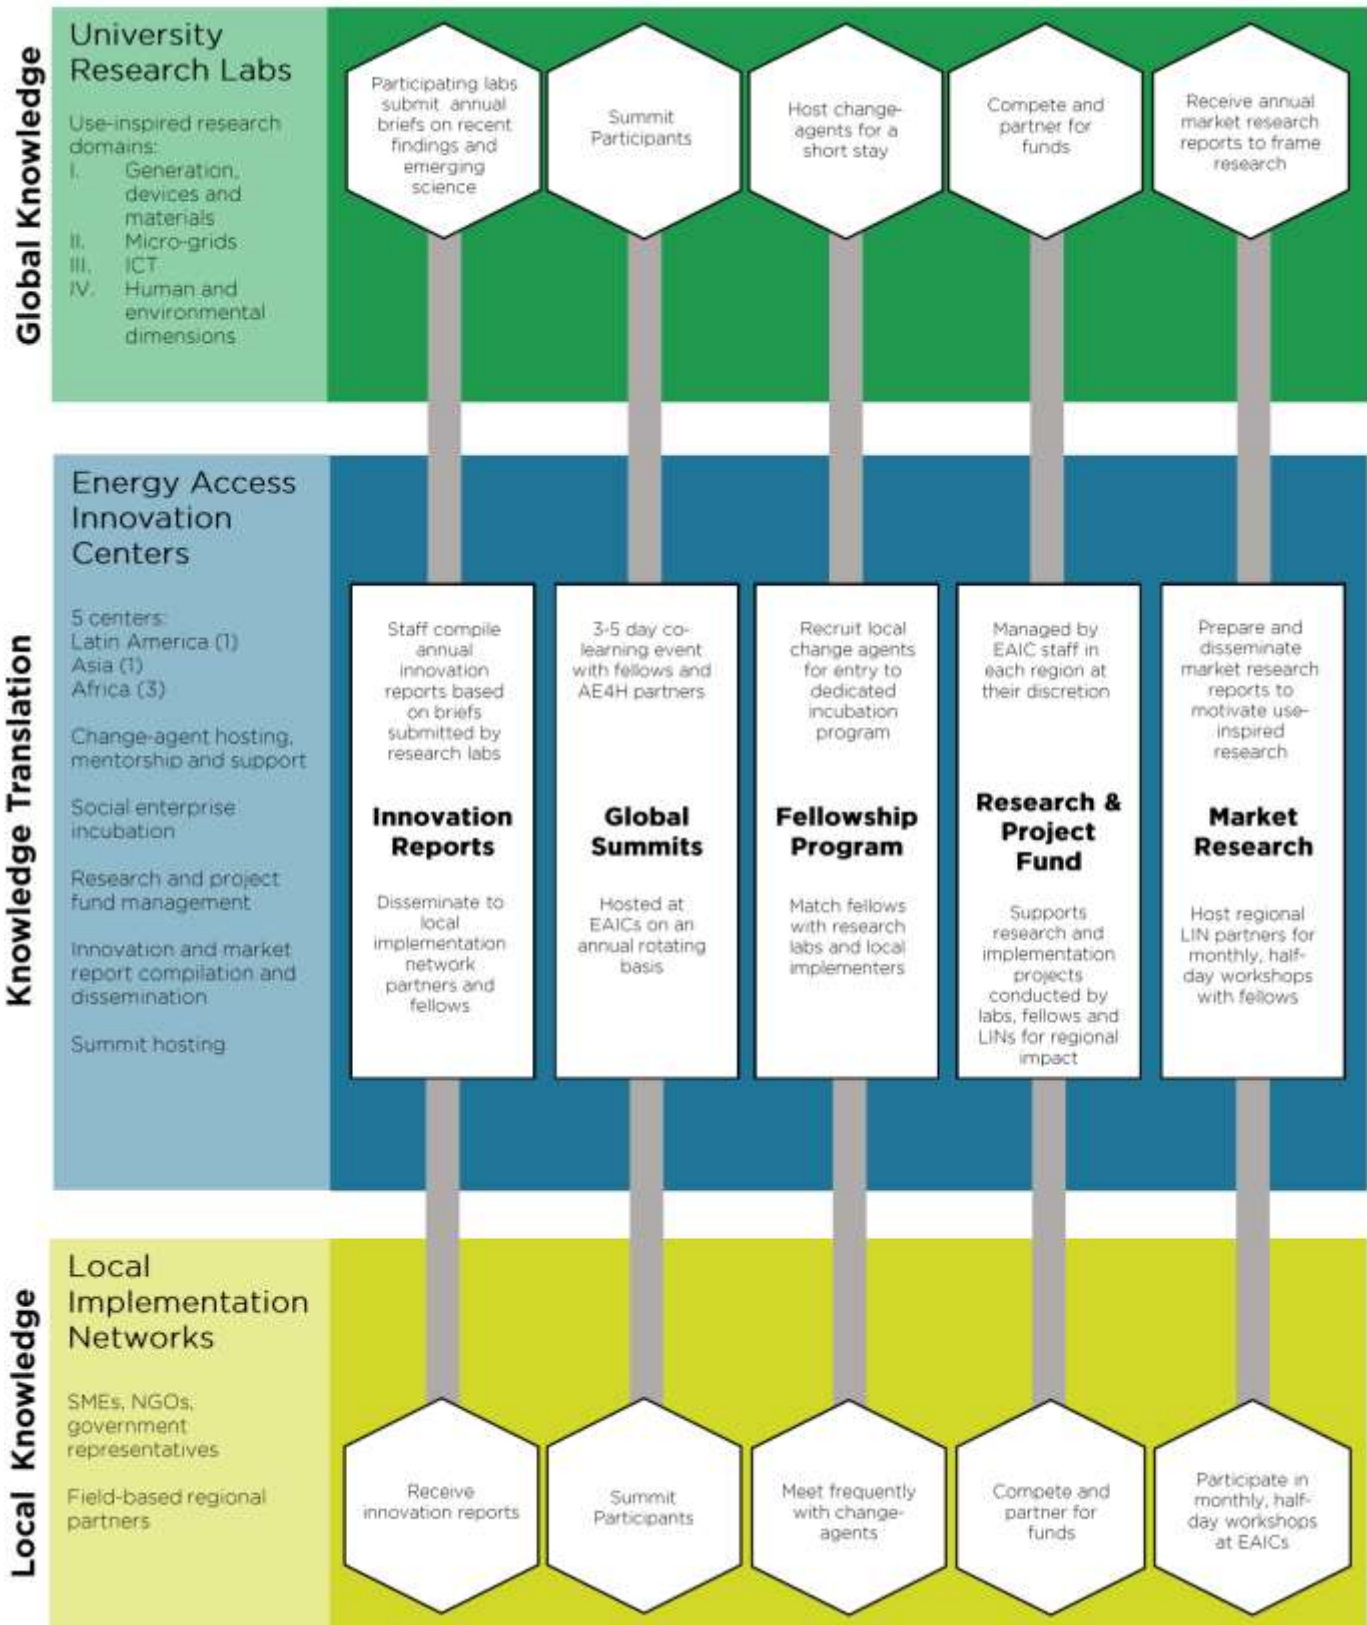 Global Knowledge
University
Research Labs
Use-inspired research
domains:
I. Generation,
devices and
materials
II. Micro-grids
III. ICT
IV. Human and
environmental
dimensions
Participating labs
submit annual
briefs on recent
findings and
emerging
science
Summit
Participants
Host change-
agents for a
short stay
Compete and
partner for
funds
Receive annual
market research
reports to frame
research
Knowledge Translation
Energy Access
Innovation
Centers
5 centers:
Latin America (1)
Asia (1)
Africa (3)
Change-agent hosting,
mentorship and support
Social enterprise
incubation
Research and project
fund management
Innovation and market
report compilation and
dissemination
Summit hosting
Staff compile
annual
innovation
reports based
on briefs
submitted by
research labs
Innovation
Reports
Disseminate to
local
implementation
network
partners and
fellows
3-5 day co-
learning event
with fellows and
AE4H partners
Global
Summits
Hosted at
EAICs on an
annual rotating
basis
Recruit local
change agents
for entry to
dedicated
incubation
program
Fellowship
Program
Match fellows
with research
labs and local
implementers
Managed by
EAIC staff in
each region at
their discretion
Research &
Project
Fund
Supports
research and
implementation
projects
conducted by
labs, fellows and
LINs for regional
impact
Prepare and
disseminate
market research
reports to
motivate use-
inspired
research
Market
Research
Host regional
LIN partners for
monthly, half-
day workshops
with fellows
Local Knowledge
Local
Implementation
Networks
SMEs, NGOs,
government
representatives
Field-based regional
partners
Receive
innovation reports
Summit
Participants
Meet frequently
with change-
agents
Compete and
partner for
funds
Participate in
monthly, half-
day workshops
at EAICs